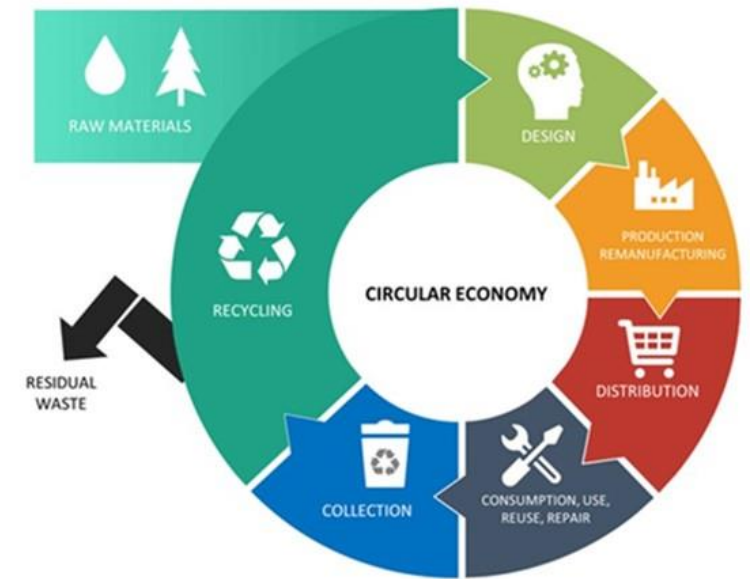 RAW MATERIALS
DESIGN
PRODUCTION
REMANUFACTURING
RECYCLING
CIRCULAR ECONOMY
DISTRIBUTION
RESIDUAL
WASTE
CONSUMPTION, USE,
REUSE, REPAIR
COLLECTION